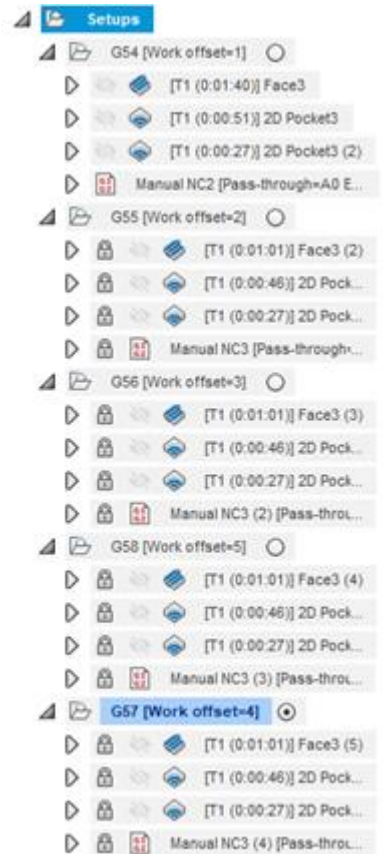 Setups
G54 [Work offset=1]
[T1 (0:01:40)] Face3
[T1 (0:00:51)] 2D Pocket3
[T1 (0:00:27)] 2D Pocket3 (2)
Manual NC2 [Pass-through=A0 E...
G55 [Work offset=2]
[T1 (0:01:01)] Face3 (2)
[T1 (0:00:46)] 2D Pock...
[T1 (0:00:27)] 2D Pock...
Manual NC3 [Pass-through=...
G56 [Work offset=3]
[T1 (0:01:01)] Face3 (3)
[T1 (0:00:46)] 2D Pock...
[T1 (0:00:27)] 2D Pock...
Manual NC3 (2) [Pass-throu...
G58 [Work offset=5]
[T1 (0:01:01)] Face3 (4)
[T1 (0:00:46)] 2D Pock...
[T1 (0:00:27)] 2D Pock...
Manual NC3 (3) [Pass-throu...
G57 [Work offset=4]
[T1 (0:01:01)] Face3 (5)
[T1 (0:00:46)] 2D Pock...
[T1 (0:00:27)] 2D Pock...
Manual NC3 (4) [Pass-throu...